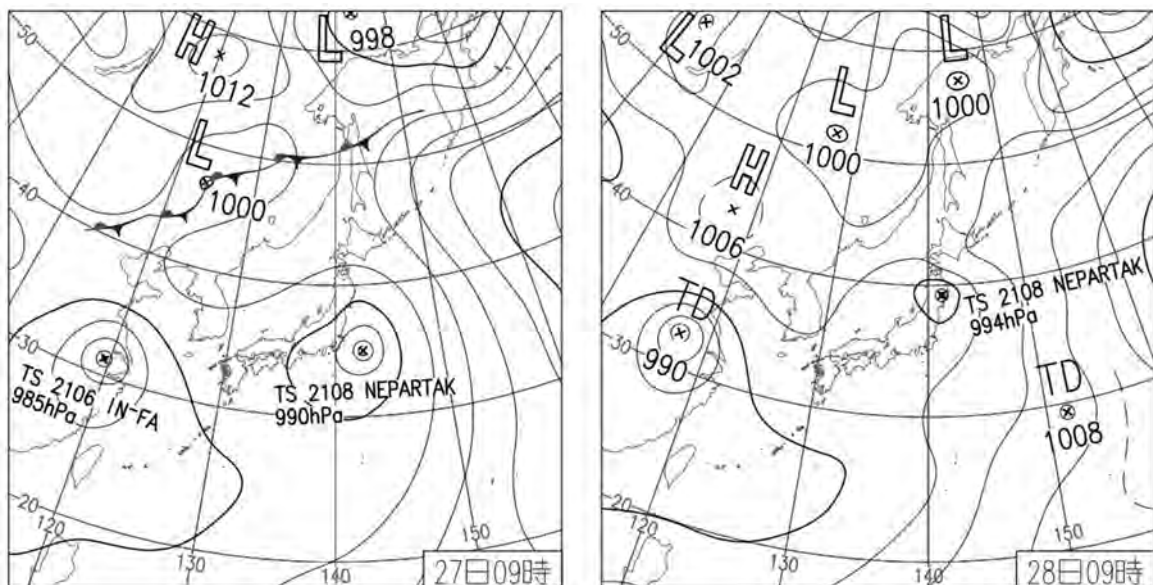 50
H
1012
L
998
L
1000
40
30
TS 2106 IN-FA
985hPa
TS 2108 NEPARTAK
990hPa
20
120
130
140
150
27日09時
50
L
1002
L
1000
L
1000
H
1006
40
TD
990
30
TS 2108 NEPARTAK
994hPa
TD
1008
20
120
130
140
150
28日09時